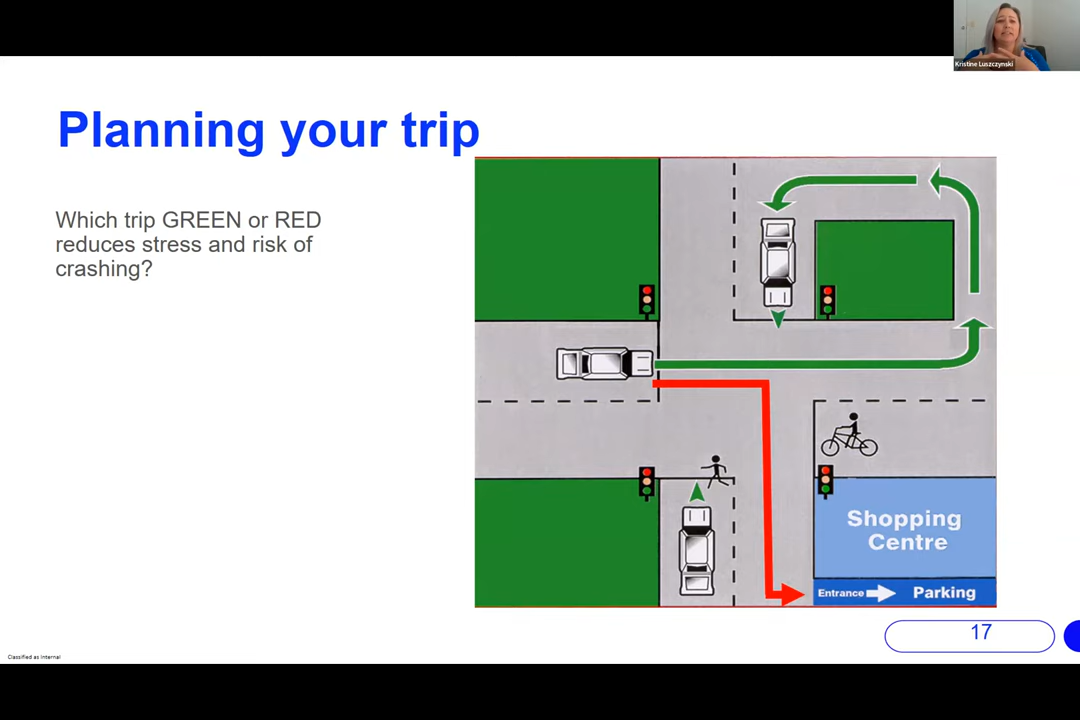 Kristine Luszczynski
Planning your trip
Which trip GREEN or RED
reduces stress and risk of
crashing?
Shopping
Centre
Entrance
Parking
17
Classified as Internal